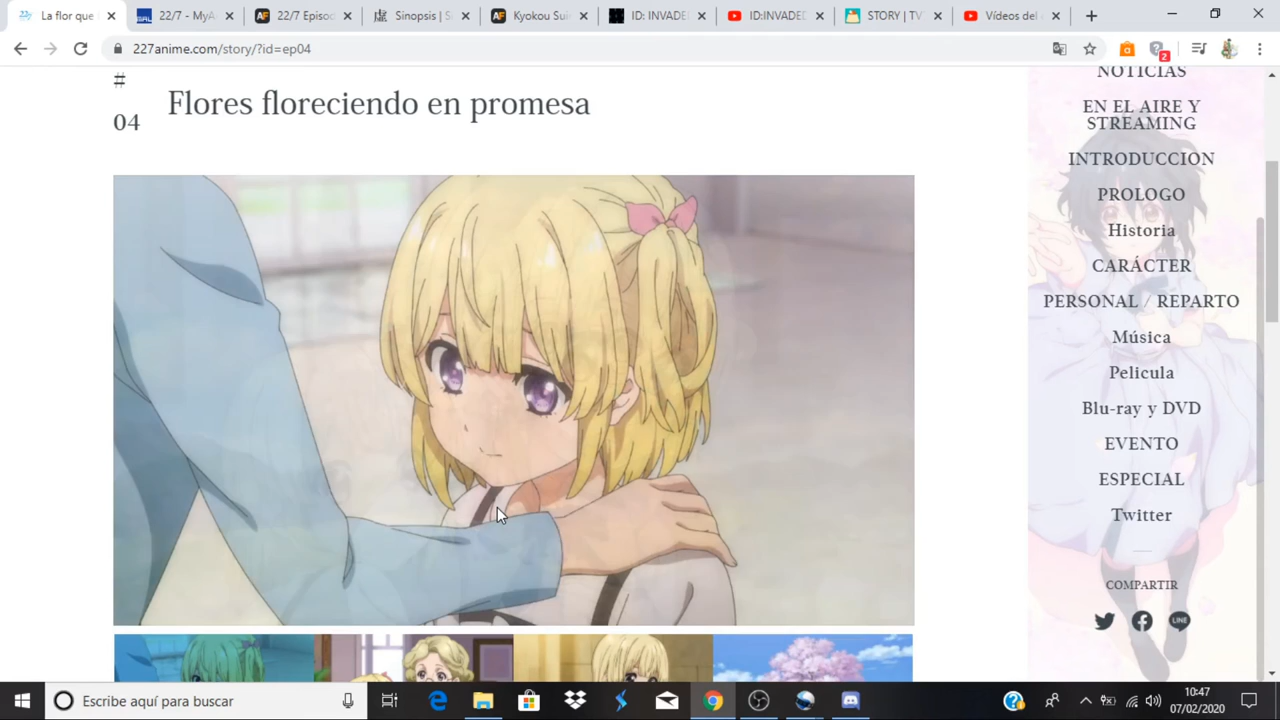 La flor que
22/7 - MyA
22/7 Episod
Sinopsis | S
Kyokou Sui
ID: INVADE
ID:INVADED
STORY | TV
Vídeos del
227anime.com/story/?id=ep04
2
#
04
Flores floreciendo en promesa
NOTICIAS
EN EL AIRE Y
STREAMING
INTRODUCCION
PROLOGO
Historia
CARÁCTER
PERSONAL / REPARTO
Música
Pelicula
Blu-ray y DVD
EVENTO
ESPECIAL
Twitter
COMPARTIR
LINE
Escribe aquí para buscar
10:47
07/02/2020